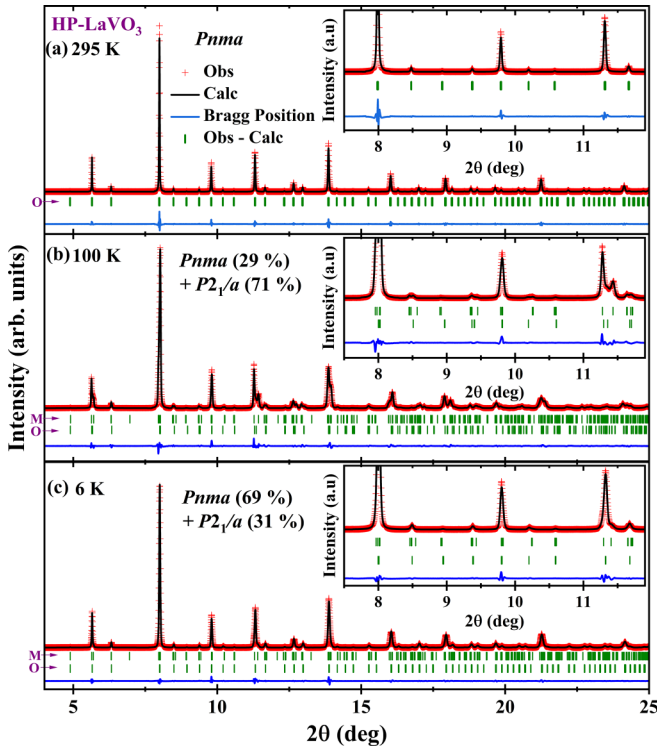 HP-LaVO3
(a) 295 K
Pnma
Obs
Calc
Bragg Position
Obs - Calc
Intensity (a.u)
8 9 10 11
2θ (deg)
O
(b) 100 K
Pnma (29 %)
+ P21/a (71 %)
Intensity (a.u)
8 9 10 11
2θ (deg)
M
O
(c) 6 K
Pnma (69 %)
+ P21/a (31 %)
Intensity (a.u)
8 9 10 11
2θ (deg)
M
O
Intensity (arb. units)
5 10 15 20 25
2θ (deg)